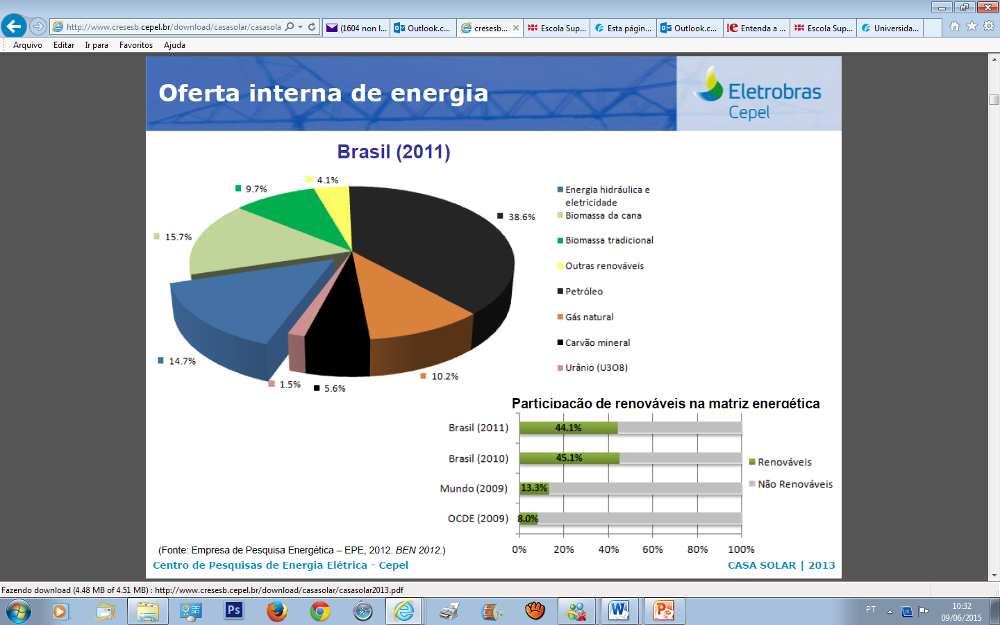 http://www.cresesb.cepel.br/download/casasolar/casasola
(1604 non l...
Outlook.c...
cresesb...
Escola Sup...
Esta págin...
Outlook.c...
Entenda a ...
Escola Sup...
Universida...
Arquivo Editar Ir para Favoritos Ajuda
Oferta interna de energia
Eletrobras
Cepel
Brasil (2011)
4.1%
9.7%
38.6%
15.7%
14.7%
1.5%
5.6%
10.2%
Energia hidráulica e
eletricidade
Biomassa da cana
Biomassa tradicional
Outras renováveis
Petróleo
Gás natural
Carvão mineral
Urânio (U3O8)
Participação de renováveis na matriz energética
Brasil (2011) 44.1%
Brasil (2010) 45.1%
Mundo (2009) 13.3%
OCDE (2009) 8.0%
0% 20% 40% 60% 80% 100%
Renováveis
Não Renováveis
(Fonte: Empresa de Pesquisa Energética – EPE, 2012. BEN 2012.)
Centro de Pesquisas de Energia Elétrica - Cepel
CASA SOLAR | 2013
Fazendo download (4.48 MB of 4.51 MB) : http://www.cresesb.cepel.br/download/casasolar/casasolar2013.pdf
Ps
PT
10:32
09/06/2015